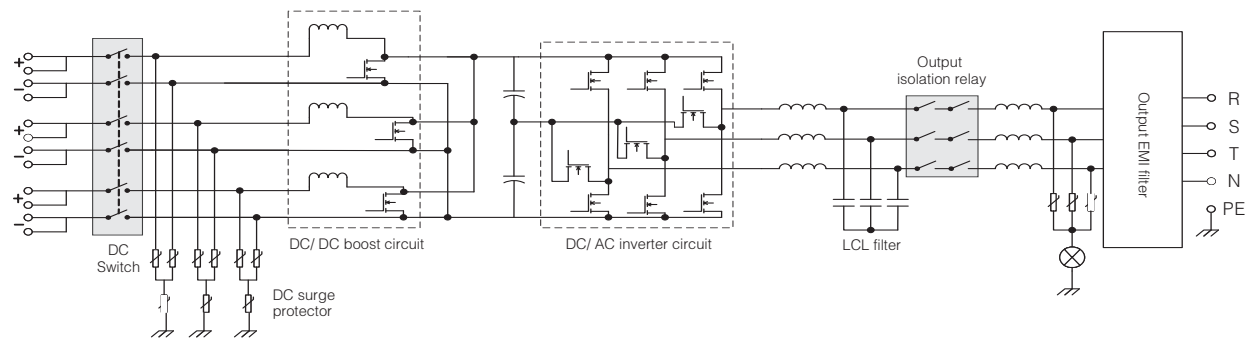 +
−
+
−
+
−
DC
Switch
DC/ DC boost circuit
DC surge
protector
DC/ AC inverter circuit
LCL filter
Output
isolation relay
Output EMI filter
R
S
T
N
PE